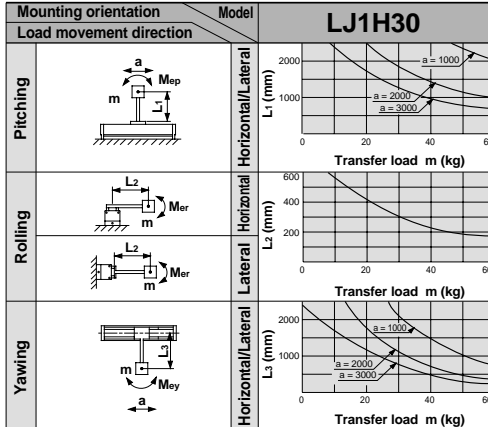 Mounting orientation Model
Load movement direction
LJ1H30
Pitching
a
Mep
m
L1
Horizontal/Lateral
L1 (mm)
2000
1000
0 20 40 60
a = 1000
a = 2000
a = 3000
Transfer load m (kg)
Rolling
L2
Mer
m
Horizontal
L2
Mer
m
Lateral
L2 (mm)
600
400
200
0 20 40 60
Transfer load m (kg)
Yawing
L3
m
Mey
a
Horizontal/Lateral
L3 (mm)
2000
1000
0 20 40 60
a = 1000
a = 2000
a = 3000
Transfer load m (kg)